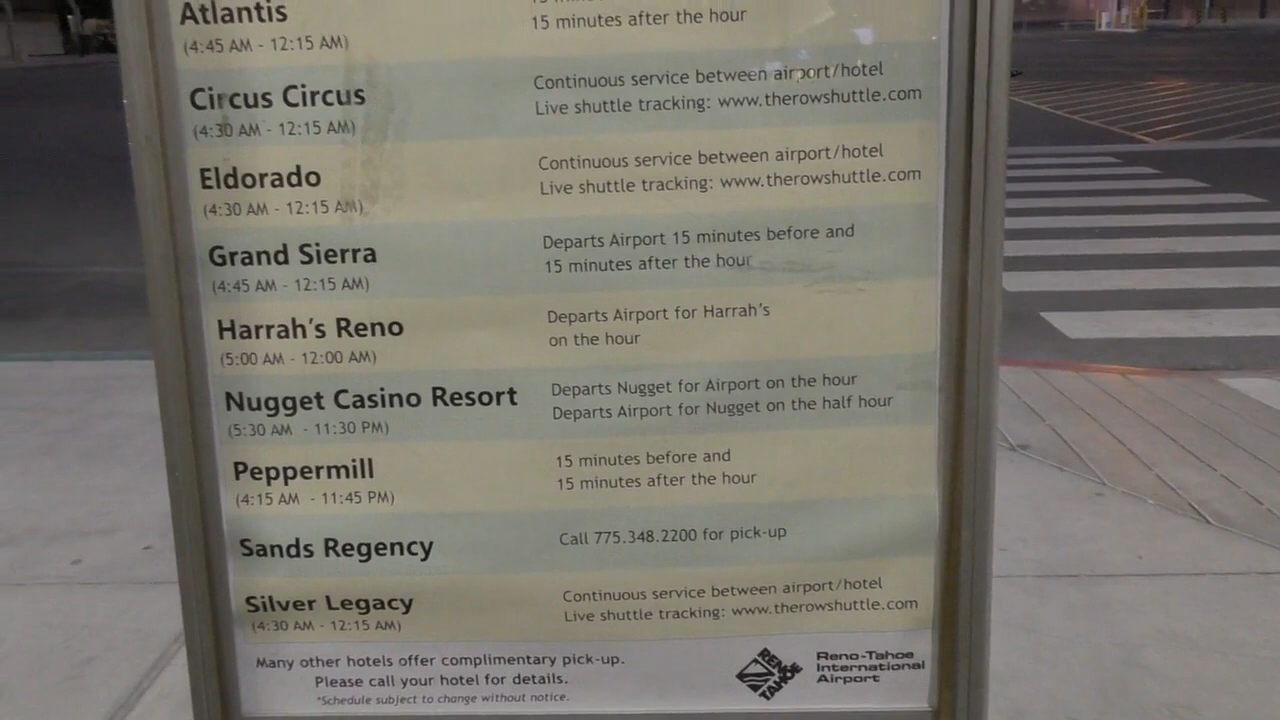 Atlantis
(4:45 AM - 12:15 AM)
15 minutes after the hour
Circus Circus
(4:30 AM - 12:15 AM)
Continuous service between airport/hotel
Live shuttle tracking: www.therowshuttle.com
Eldorado
(4:30 AM - 12:15 AM)
Continuous service between airport/hotel
Live shuttle tracking: www.therowshuttle.com
Grand Sierra
(4:45 AM - 12:15 AM)
Departs Airport 15 minutes before and
15 minutes after the hour
Harrah's Reno
(5:00 AM - 12:00 AM)
Departs Airport for Harrah's
on the hour
Nugget Casino Resort
(5:30 AM - 11:30 PM)
Departs Nugget for Airport on the hour
Departs Airport for Nugget on the half hour
Peppermill
(4:15 AM - 11:45 PM)
15 minutes before and
15 minutes after the hour
Sands Regency
Call 775.348.2200 for pick-up
Silver Legacy
(4:30 AM - 12:15 AM)
Continuous service between airport/hotel
Live shuttle tracking: www.therowshuttle.com
Many other hotels offer complimentary pick-up.
Please call your hotel for details.
*Schedule subject to change without notice.
RENO
TAHOE
Reno-Tahoe
International
Airport